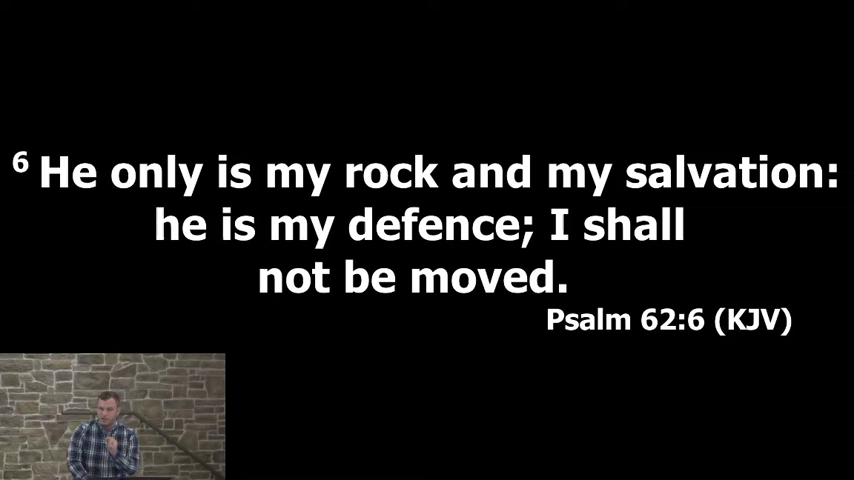 6 He only is my rock and my salvation:
he is my defence; I shall
not be moved.
Psalm 62:6 (KJV)